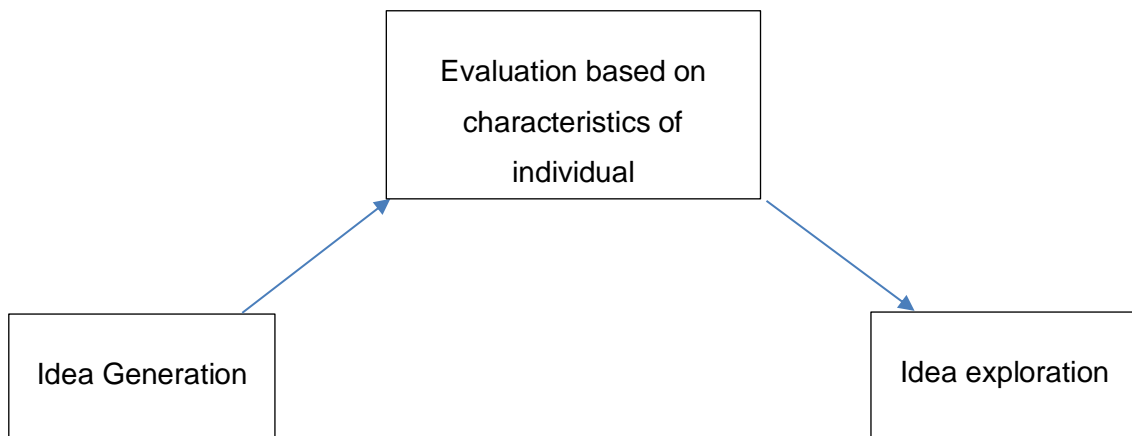 Evaluation based on
characteristics of
individual
Idea Generation
Idea exploration